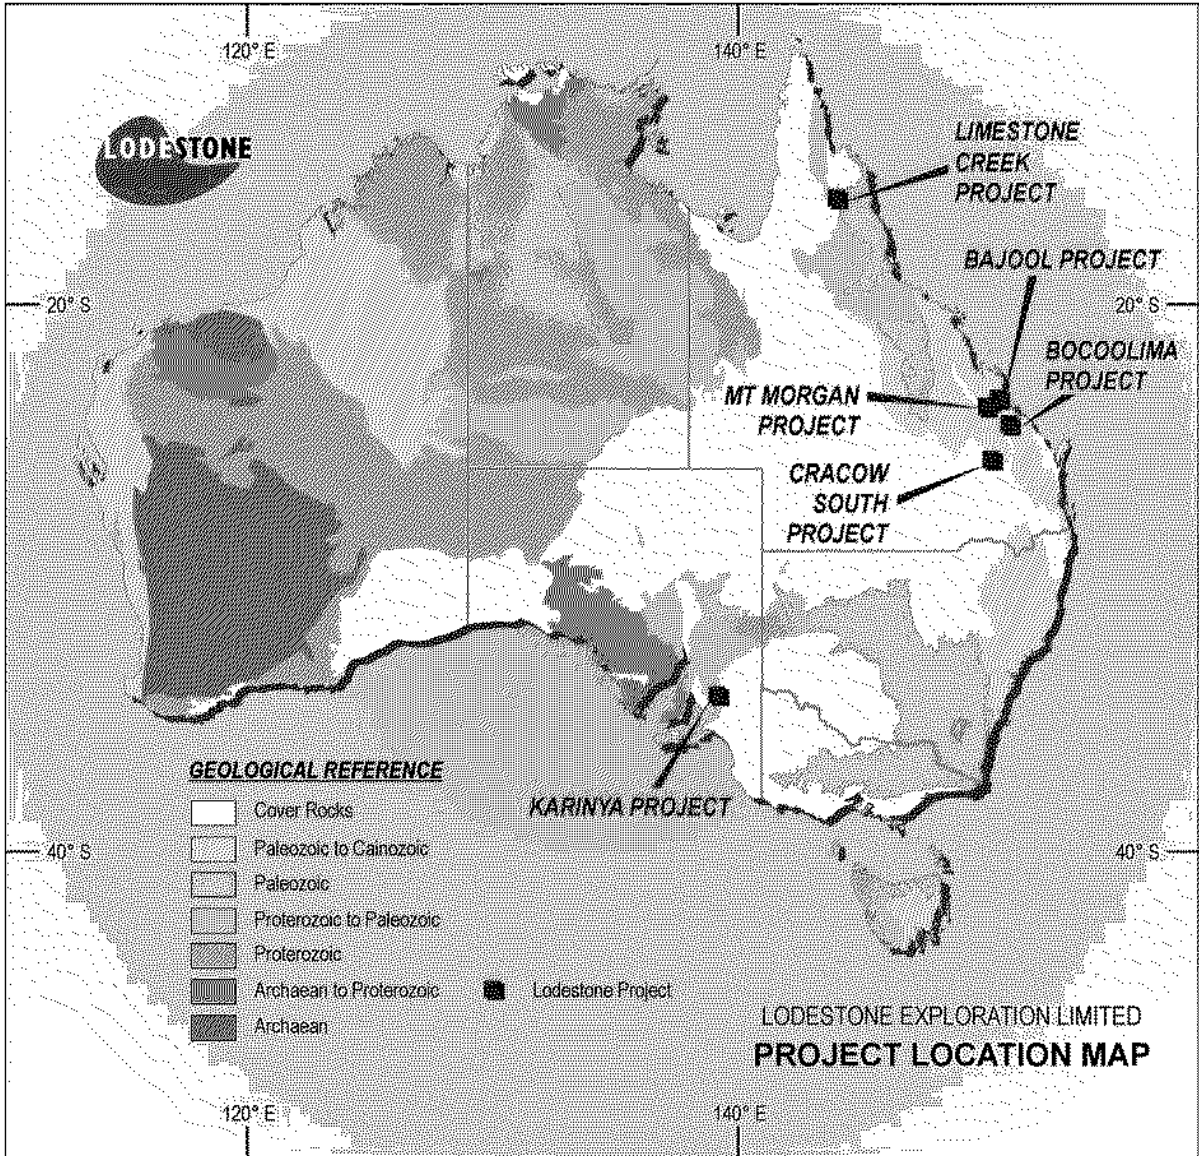 120° E
140° E
LODESTONE
LIMESTONE
CREEK
PROJECT
BAJOOL PROJECT
20° S
20° S
BOCOOLIMA
PROJECT
MT MORGAN
PROJECT
CRACOW
SOUTH
PROJECT
GEOLOGICAL REFERENCE
KARINYA PROJECT
Cover Rocks
Paleozoic to Cainozoic
40° S
40° S
Paleozoic
Proterozoic to Paleozoic
Proterozoic
Archaean to Proterozoic
Lodestone Project
Archaean
LODESTONE EXPLORATION LIMITED
PROJECT LOCATION MAP
120° E
140° E